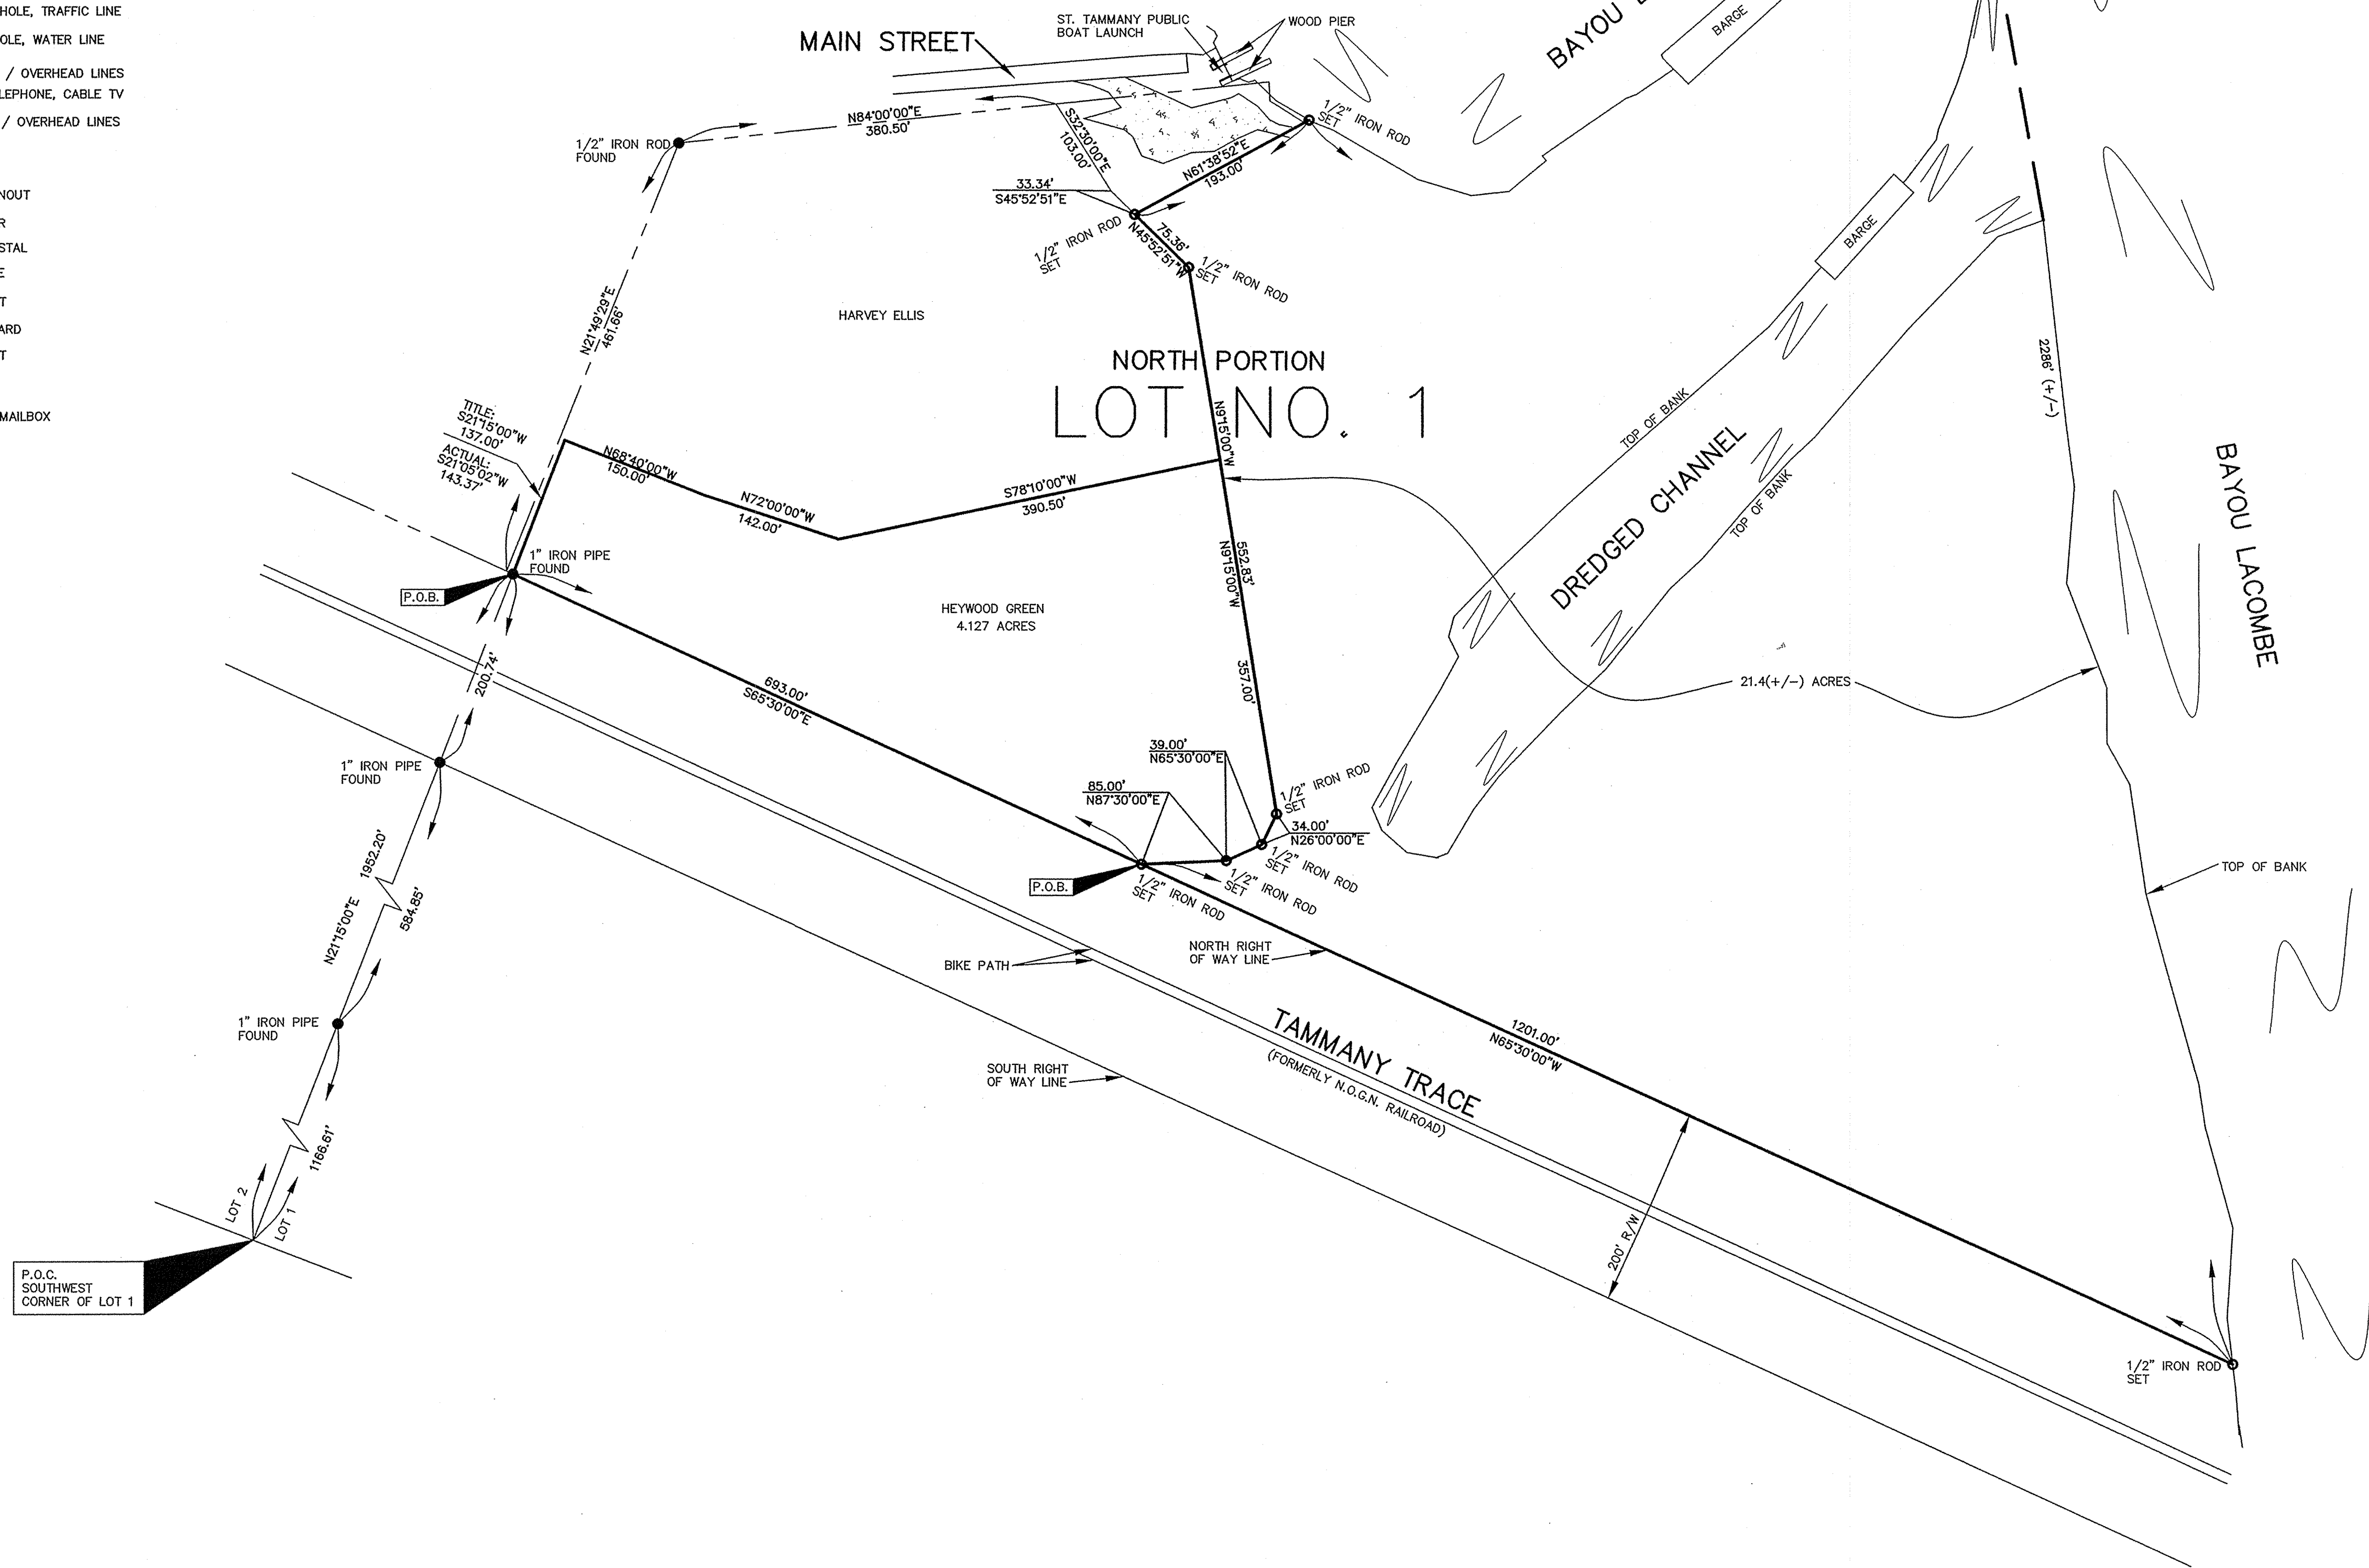 HOLE, TRAFFIC LINE
OLE, WATER LINE
/ OVERHEAD LINES
LEPHONE, CABLE TV
/ OVERHEAD LINES
NOUT
R
STAL
E
T
ARD
T
MAILBOX
MAIN STREET
ST. TAMMANY PUBLIC
BOAT LAUNCH
WOOD PIER
BAYOU
BARGE
1/2" IRON ROD
FOUND
N84°00'00"E
380.50'
S32°30'00"E
103.00'
1/2" IRON ROD
SET
N61°38'52"E
193.00'
33.34'
S45°52'51"E
1/2" IRON ROD
SET
75.36'
N45°52'51"W
1/2" IRON ROD
SET
BARGE
N21°49'29"E
461.66'
HARVEY ELLIS
NORTH PORTION
LOT NO. 1
2286' (+/-)
TOP OF BANK
DREDGED CHANNEL
TOP OF BANK
BAYOU LACOMBE
TITLE:
S21°15'00"W
137.00'
ACTUAL:
S21°05'02"W
143.37'
N68°40'00"W
150.00'
N72°00'00"W
142.00'
S78°10'00"W
390.50'
N9°15'00"W
552.83'
N9°15'00"W
357.00'
1" IRON PIPE
FOUND
P.O.B.
HEYWOOD GREEN
4.127 ACRES
21.4(+/-) ACRES
200.74'
693.00'
S65°30'00"E
1" IRON PIPE
FOUND
39.00'
N65°30'00"E
85.00'
N87°30'00"E
1/2" IRON ROD
SET
34.00'
N26°00'00"E
1/2" IRON ROD
SET
1/2" IRON ROD
SET
1/2" IRON ROD
SET
P.O.B.
TOP OF BANK
1952.20'
N21°15'00"E
584.85'
NORTH RIGHT
OF WAY LINE
BIKE PATH
1" IRON PIPE
FOUND
TAMMANY TRACE
(FORMERLY N.O.G.N. RAILROAD)
1201.00'
N65°30'00"W
SOUTH RIGHT
OF WAY LINE
1166.61'
LOT 2
LOT 1
200' R/W
P.O.C.
SOUTHWEST
CORNER OF LOT 1
1/2" IRON ROD
SET